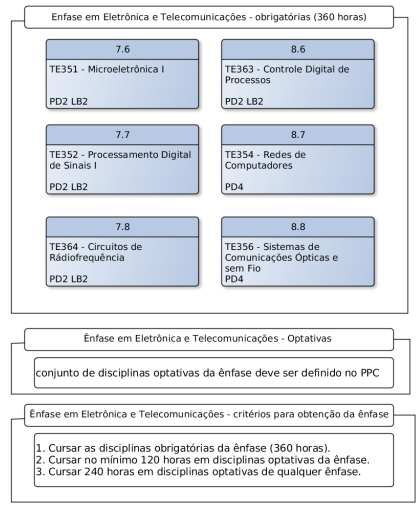 Enfase em Eletrônica e Telecomunicações - obrigatórias (360 horas)
7.6
TE351 - Microeletrônica I
PD2 LB2
8.6
TE363 - Controle Digital de
Processos
PD2 LB2
7.7
TE352 - Processamento Digital
de Sinais I
PD2 LB2
8.7
TE354 - Redes de
Computadores
PD4
7.8
TE364 - Circuitos de
Rádiofrequência
PD2 LB2
8.8
TE356 - Sistemas de
Comunicações Ópticas e
sem Fio
PD4
Ênfase em Eletrônica e Telecomunicações - Optativas
conjunto de disciplinas optativas da ênfase deve ser definido no PPC
Ênfase em Eletrônica e Telecomunicações - critérios para obtenção da ênfase
1. Cursar as disciplinas obrigatórias da ênfase (360 horas).
2. Cursar no mínimo 120 horas em disciplinas optativas da ênfase.
3. Cursar 240 horas em disciplinas optativas de qualquer ênfase.